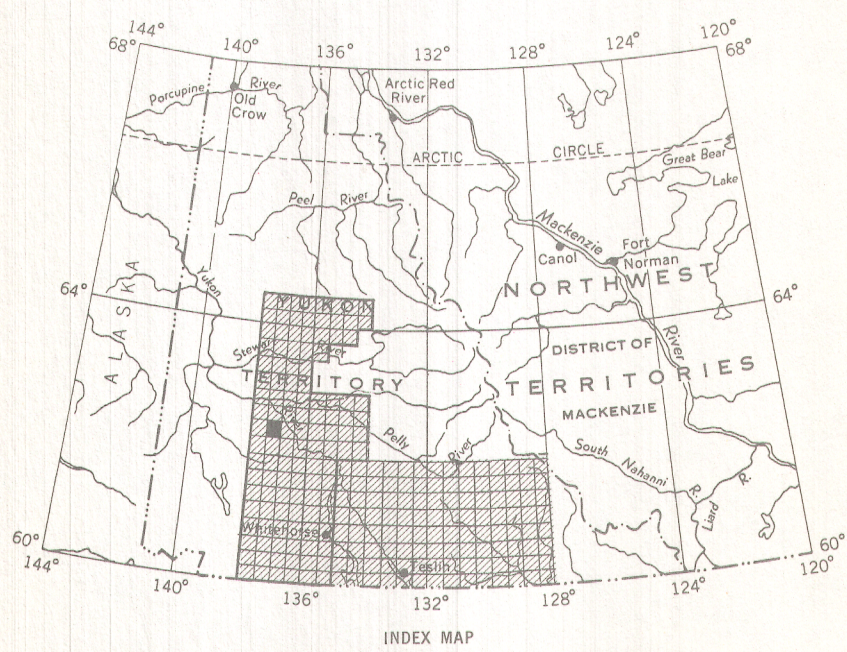 144°
68°
140°
136°
132°
128°
124°
120°
68°
Porcupine River
Old
Crow
Arctic Red
River
ARCTIC CIRCLE
Great Bear
Lake
Peel River
Mackenzie
Canol
Fort
Norman
Yukon
NORTHWEST
64°
64°
ALASKA
YUKON
Stewart River
River
DISTRICT OF
TERRITORY
TERRITORIES
MACKENZIE
River
Pelly
River
South Nahanni R.
Liard R.
Whitehorse
Teslin
60°
144°
140°
136°
132°
128°
124°
60°
120°
INDEX MAP